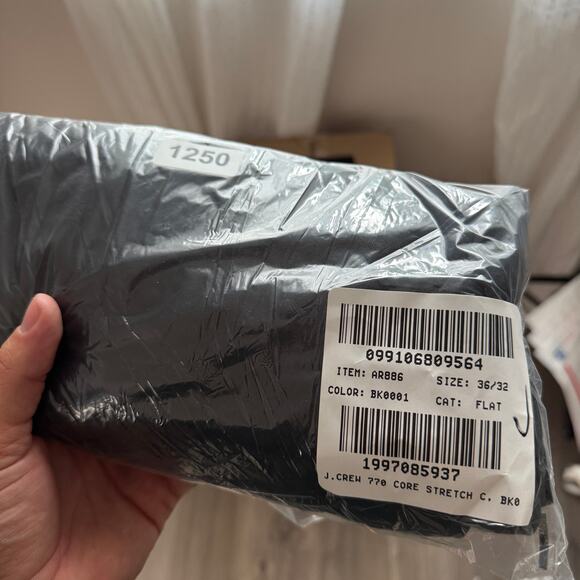 1250
099106809564
ITEM: AR886 SIZE: 36/32
COLOR: BK0001 CAT: FLAT
1997085937
J.CREW 770 CORE STRETCH C. BK0